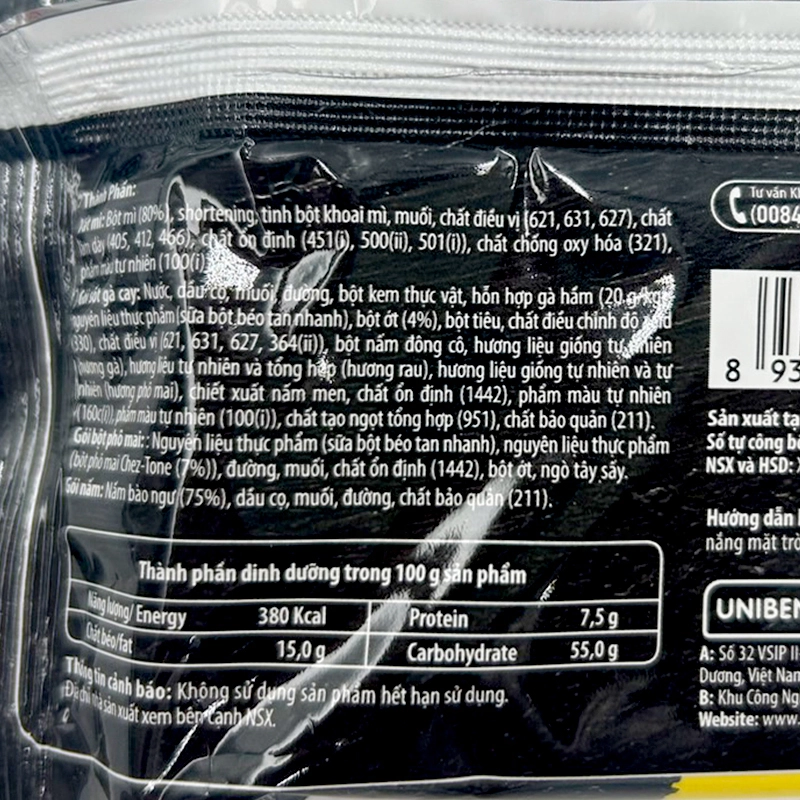 Thành Phần:
Vắt mì: Bột mì (80%), shortening, tinh bột khoai mì, muối, chất điều vị (621, 631, 627), chất
làm dày (405, 412, 466), chất ổn định (451(i), 500(ii), 501(i)), chất chống oxy hóa (321),
phẩm màu tự nhiên (100(i))
Gói sốt gà cay: Nước, dầu cọ, muối, đường, bột kem thực vật, hỗn hợp gà hầm (20 g/kg),
nguyên liệu thực phẩm (sữa bột béo tan nhanh), bột ớt (4%), bột tiêu, chất điều chỉnh độ acid
(330), chất điều vị (621, 631, 627, 364(ii)), bột nấm đông cô, hương liệu giống tự nhiên
(hương gà), hương liệu tự nhiên và tổng hợp (hương rau), hương liệu giống tự nhiên và tự
nhiên (hương phô mai), chiết xuất nấm men, chất ổn định (1442), phẩm màu tự nhiên
(160c(i)), phẩm màu tự nhiên (100(i)), chất tạo ngọt tổng hợp (951), chất bảo quản (211).
Gói bột phô mai: : Nguyên liệu thực phẩm (sữa bột béo tan nhanh), nguyên liệu thực phẩm
(bột phô mai Chez-Tone (7%)), đường, muối, chất ổn định (1442), bột ớt, ngò tây sấy.
Gói nấm: Nấm bào ngư (75%), dầu cọ, muối, đường, chất bảo quản (211).
Thành phần dinh dưỡng trong 100 g sản phẩm
Năng lượng/ Energy 380 Kcal Protein 7,5 g
Chất béo/fat 15,0 g Carbohydrate 55,0 g
Thông tin cảnh báo: Không sử dụng sản phẩm hết hạn sử dụng.
Địa chỉ nhà sản xuất xem bên cạnh NSX.
Tư vấn
(0084
8 93
Sản xuất tạ
Số tự công bố
NSX và HSD:
Hướng dẫn
nắng mặt trờ
UNIBEN
A: Số 32 VSIP II
Dương, Việt Nam
B: Khu Công Ng
Website: www.